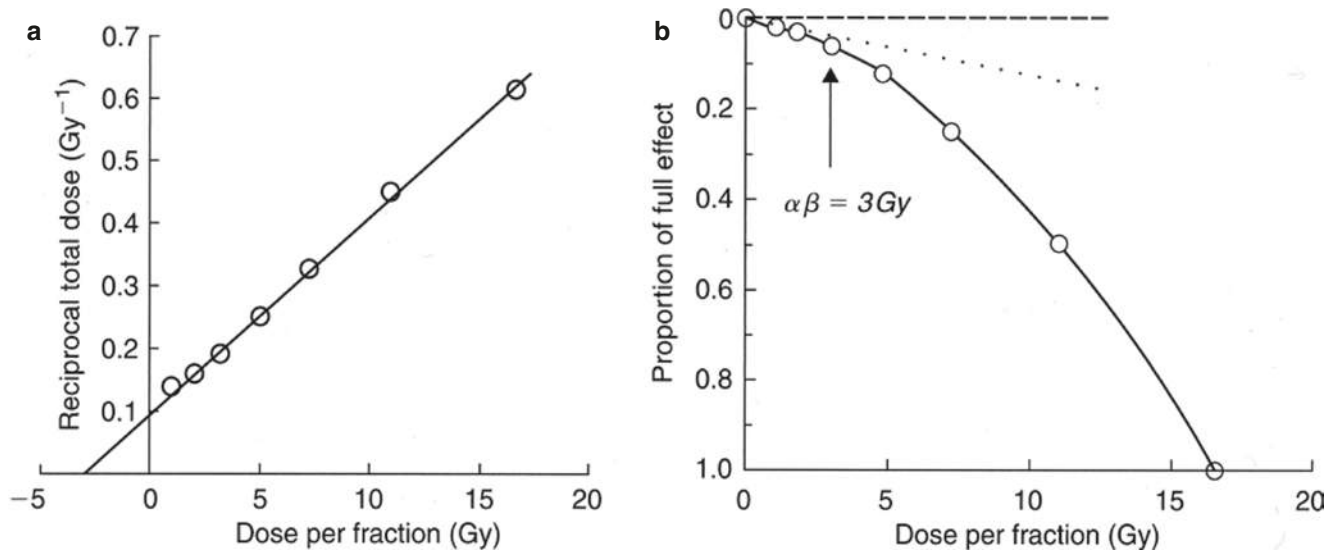 a
0.7
0.6
0.5
0.4
0.3
0.2
0.1
Reciprocal total dose (Gy⁻¹)
−5 0 5 10 15 20
Dose per fraction (Gy)
b
0
0.2
0.4
0.6
0.8
1.0
Proportion of full effect
αβ = 3Gy
0 5 10 15 20
Dose per fraction (Gy)